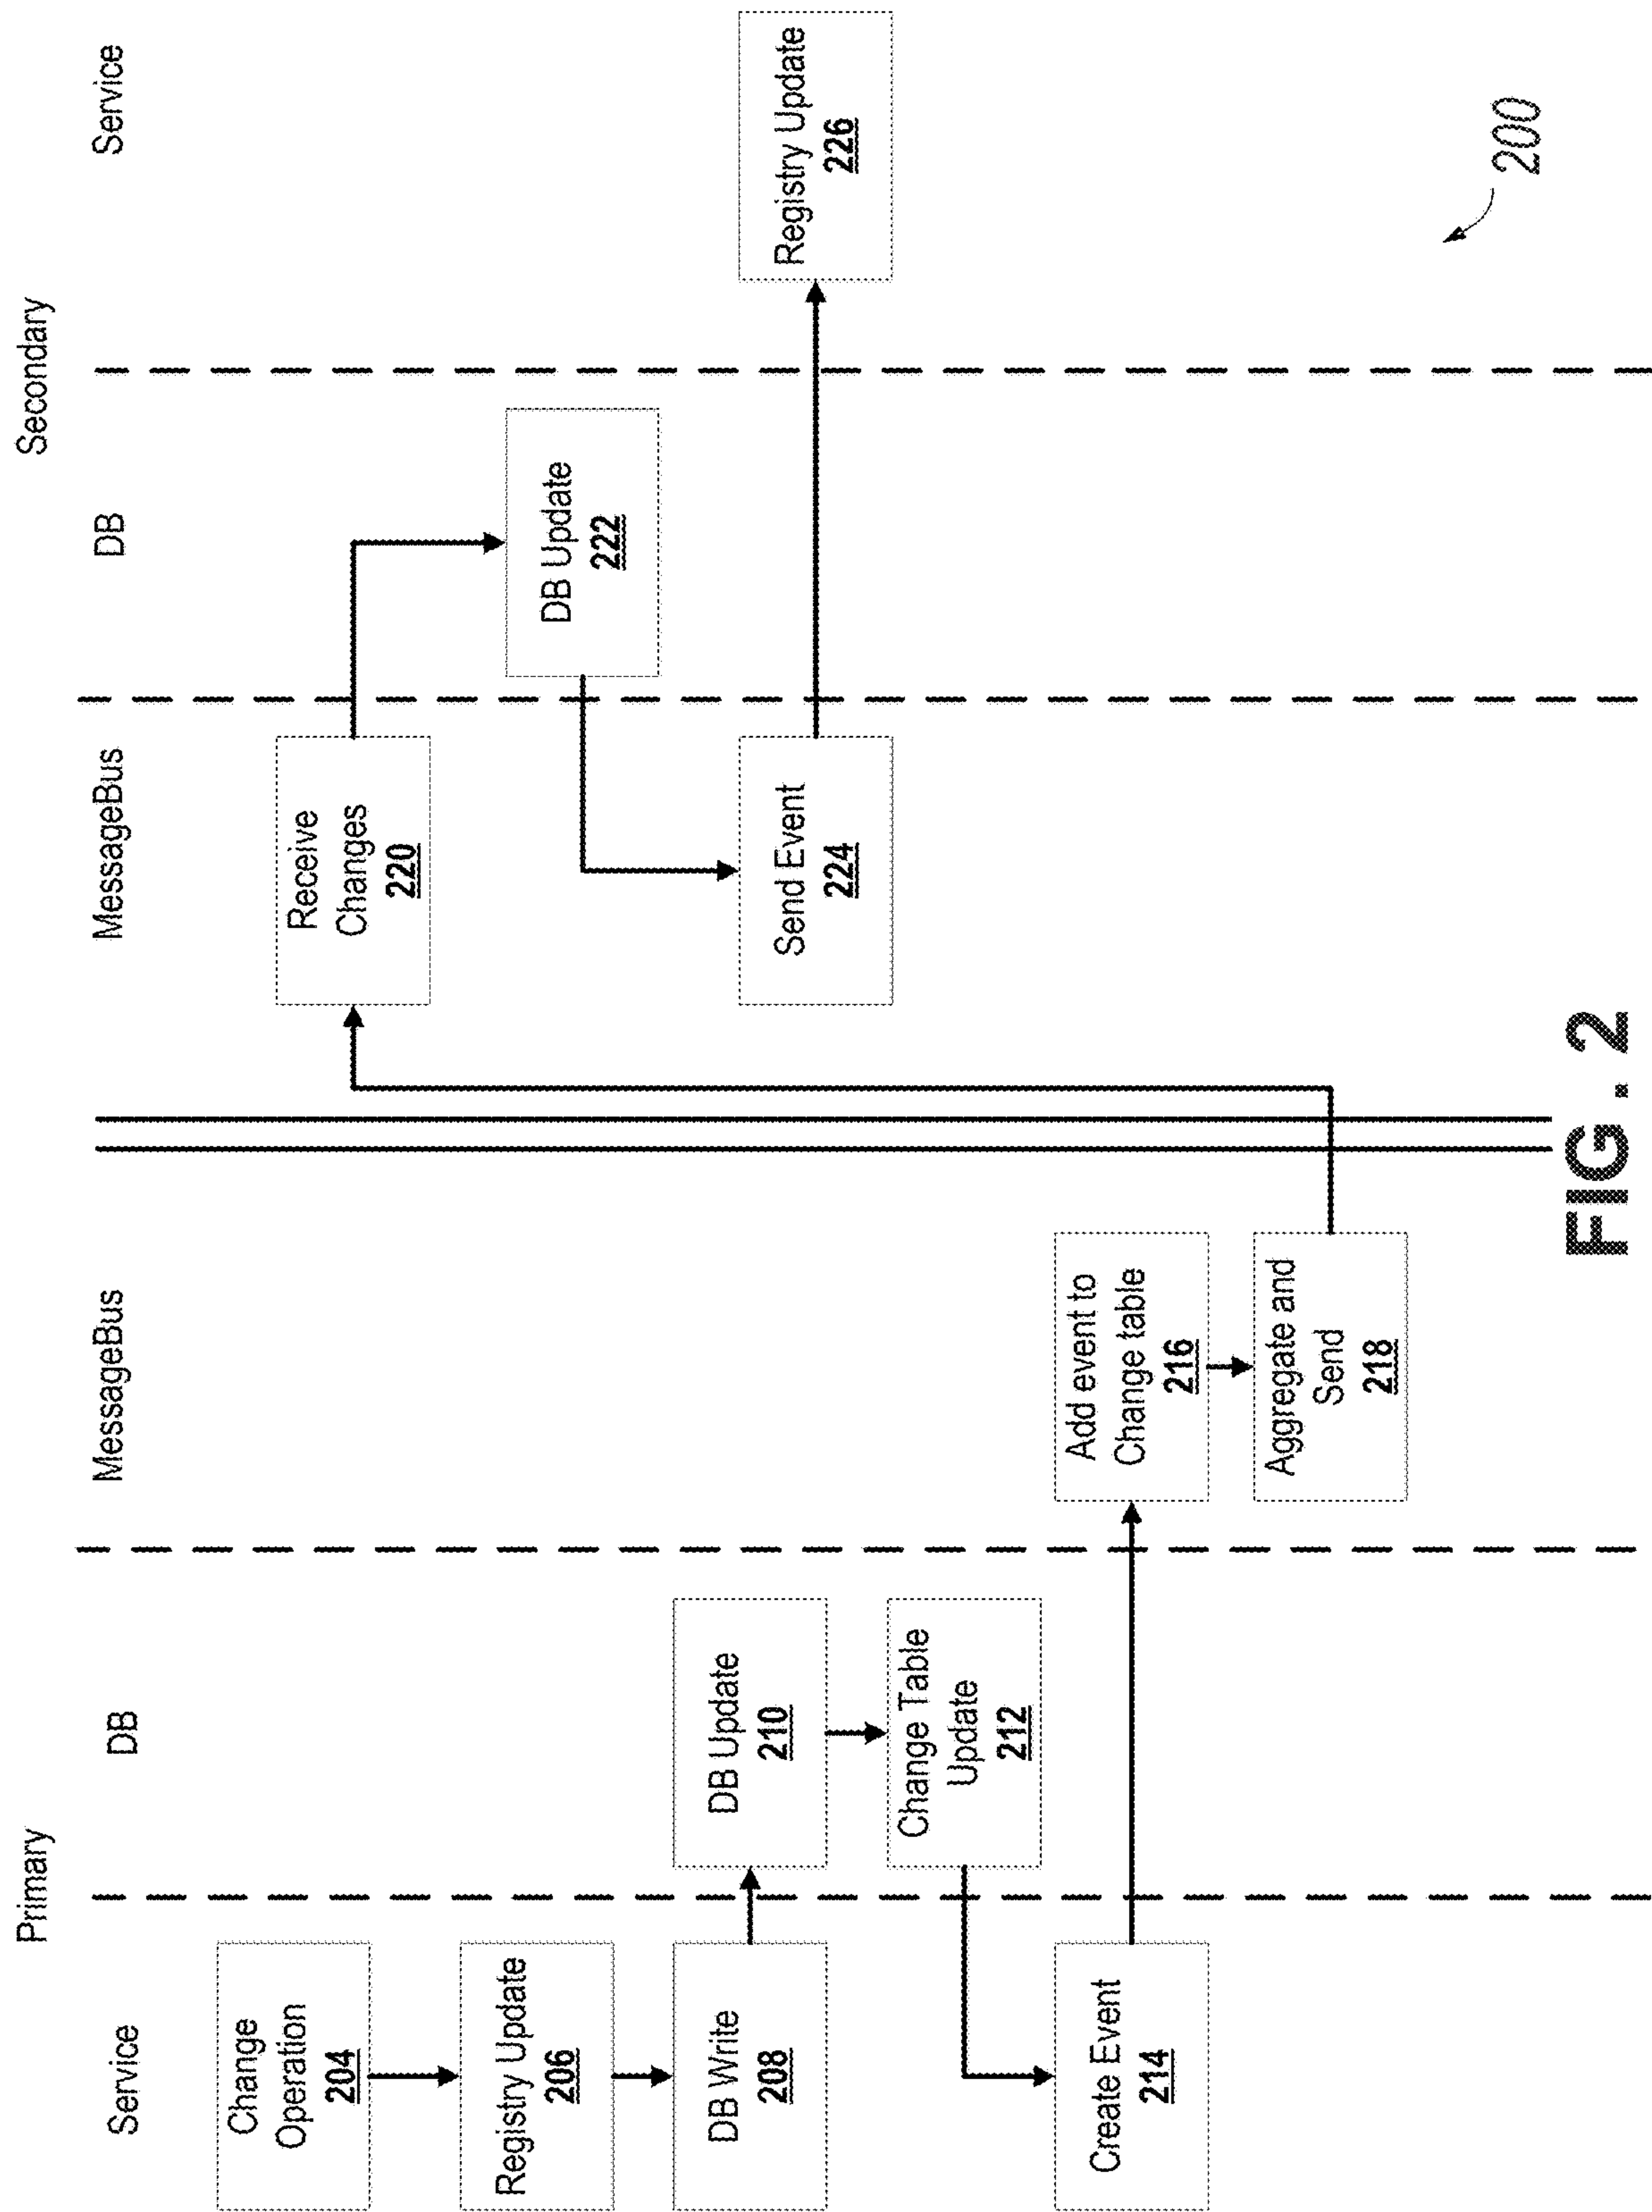 Primary
Secondary
Service
DB
MessageBus
MessageBus
DB
Service
Change
Operation
204
Registry Update
206
DB Write
208
DB Update
210
Change Table
Update
212
Create Event
214
Add event to
Change table
216
Aggregate and
Send
218
Receive
Changes
220
DB Update
222
Send Event
224
Registry Update
226
200
FIG. 2